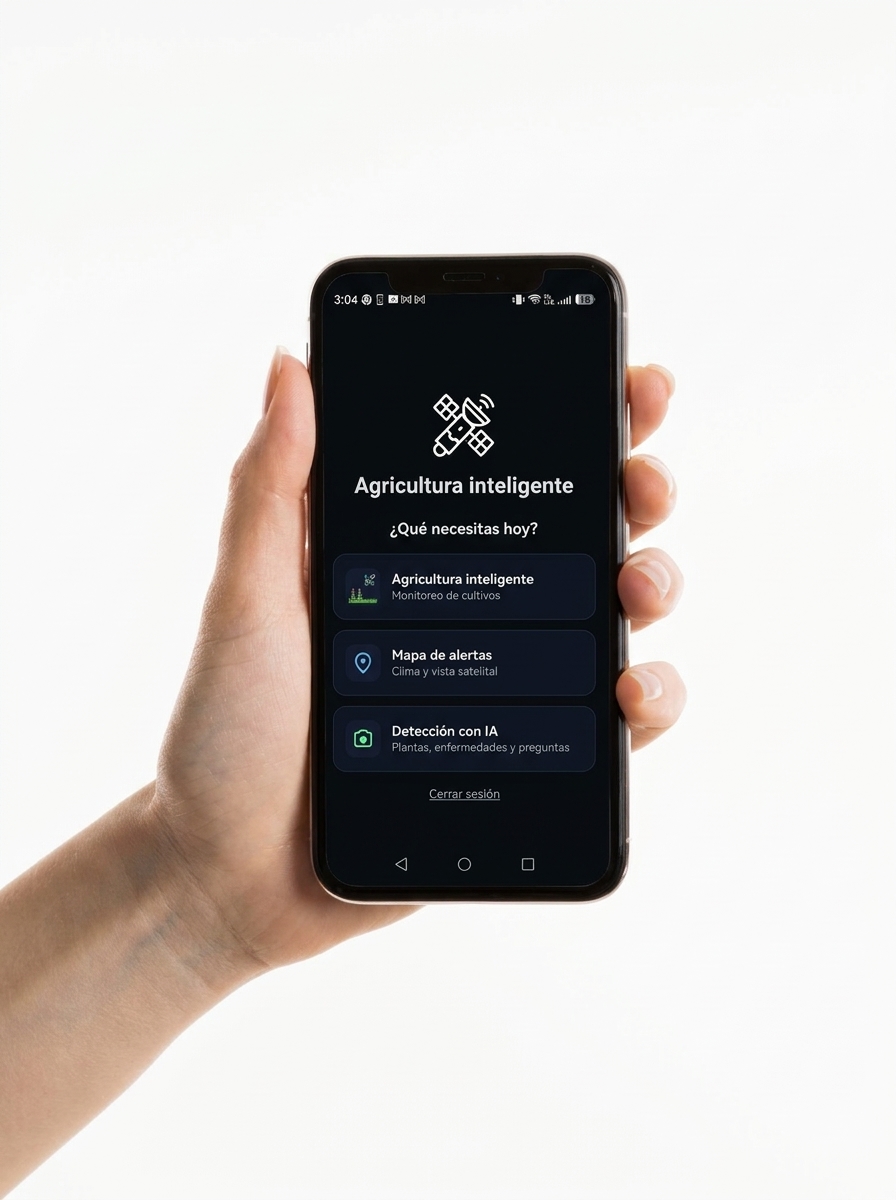 3:04
15
Agricultura inteligente
¿Qué necesitas hoy?
Agricultura inteligente
Monitoreo de cultivos
Mapa de alertas
Clima y vista satelital
Detección con IA
Plantas, enfermedades y preguntas
Cerrar sesión